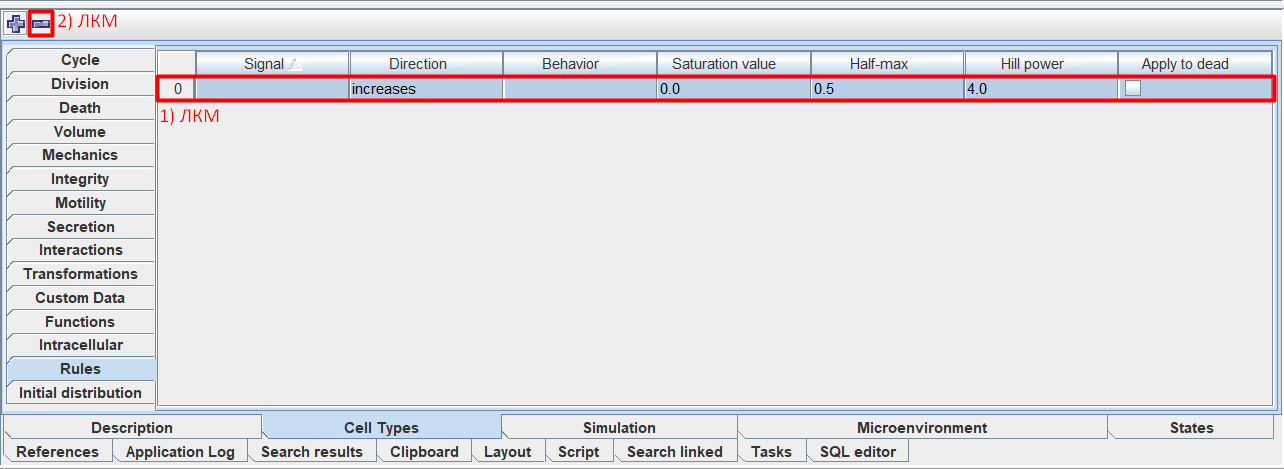 2) ЛКМ
Cycle
Division
Death
Volume
Mechanics
Integrity
Motility
Secretion
Interactions
Transformations
Custom Data
Functions
Intracellular
Rules
Initial distribution
Signal Direction Behavior Saturation value Half-max Hill power Apply to dead
0 increases 0.0 0.5 4.0
1) ЛКМ
Description Cell Types Simulation Microenvironment States
References Application Log Search results Clipboard Layout Script Search linked Tasks SQL editor